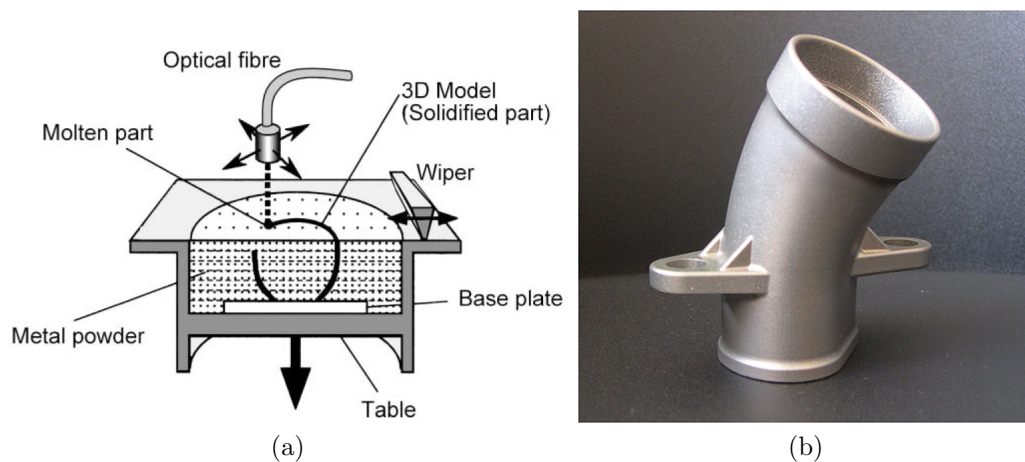 Optical fibre
3D Model
(Solidified part)
Molten part
Wiper
Base plate
Metal powder
Table
(a)
(b)